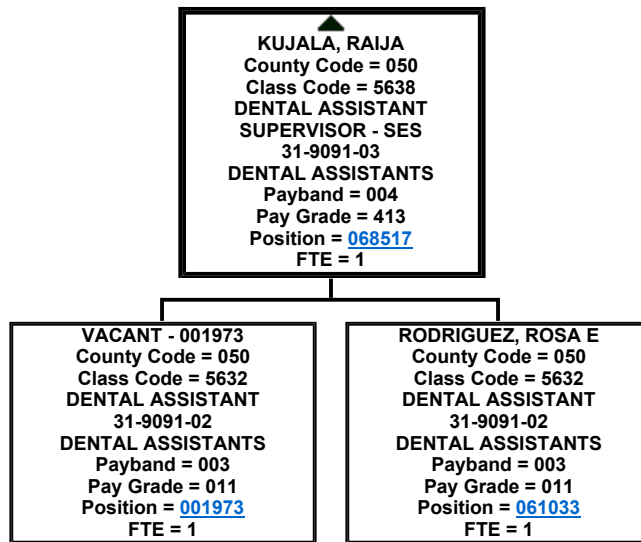 KUJALA, RAIJA
County Code = 050
Class Code = 5638
DENTAL ASSISTANT
SUPERVISOR - SES
31-9091-03
DENTAL ASSISTANTS
Payband = 004
Pay Grade = 413
Position = 068517
FTE = 1
VACANT - 001973
County Code = 050
Class Code = 5632
DENTAL ASSISTANT
31-9091-02
DENTAL ASSISTANTS
Payband = 003
Pay Grade = 011
Position = 001973
FTE = 1
RODRIGUEZ, ROSA E
County Code = 050
Class Code = 5632
DENTAL ASSISTANT
31-9091-02
DENTAL ASSISTANTS
Payband = 003
Pay Grade = 011
Position = 061033
FTE = 1